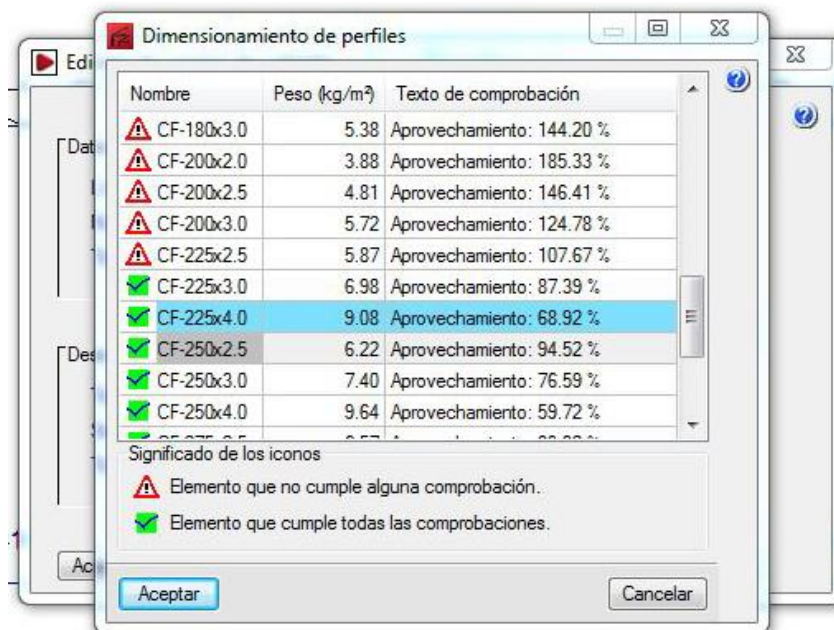 Dimensionamiento de perfiles
Edi
Nombre Peso (kg/m²) Texto de comprobación
CF-180x3.0 5.38 Aprovechamiento: 144.20 %
CF-200x2.0 3.88 Aprovechamiento: 185.33 %
CF-200x2.5 4.81 Aprovechamiento: 146.41 %
CF-200x3.0 5.72 Aprovechamiento: 124.78 %
CF-225x2.5 5.87 Aprovechamiento: 107.67 %
CF-225x3.0 6.98 Aprovechamiento: 87.39 %
CF-225x4.0 9.08 Aprovechamiento: 68.92 %
CF-250x2.5 6.22 Aprovechamiento: 94.52 %
CF-250x3.0 7.40 Aprovechamiento: 76.59 %
CF-250x4.0 9.64 Aprovechamiento: 59.72 %
Dat
Des
Significado de los iconos
Elemento que no cumple alguna comprobación.
Elemento que cumple todas las comprobaciones.
Ac
Aceptar Cancelar